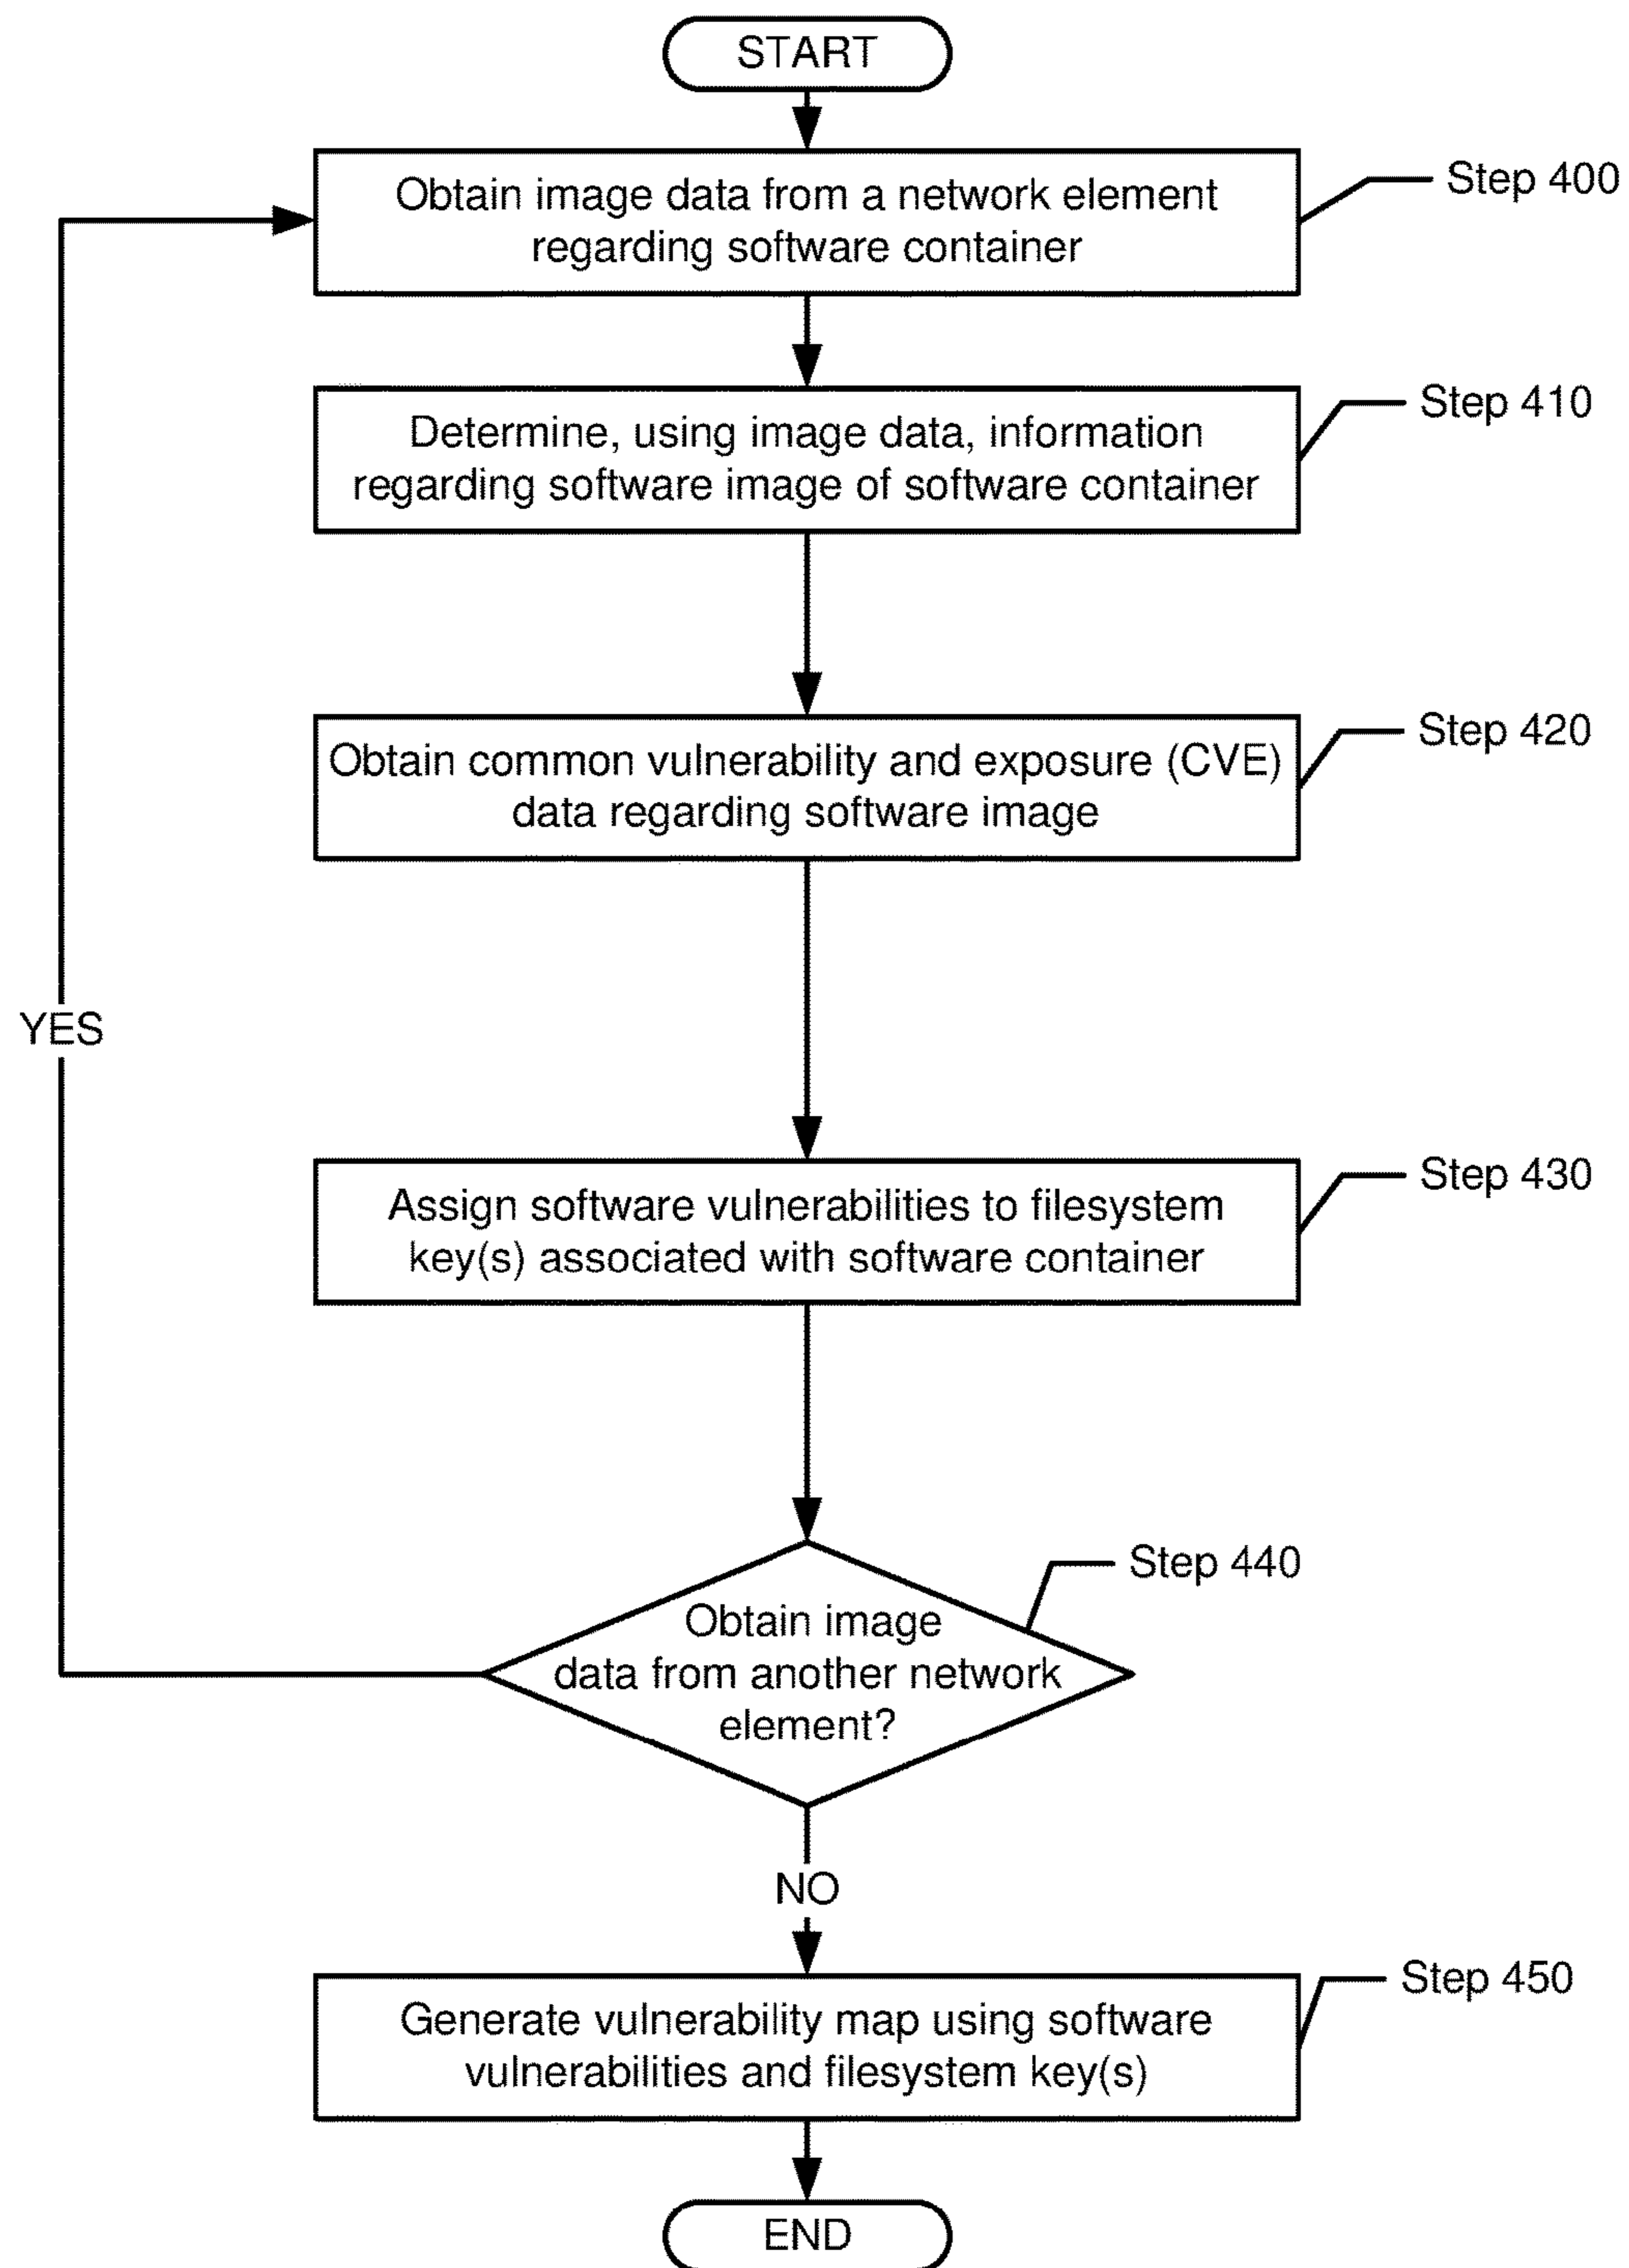 START
Obtain image data from a network element
regarding software container
Step 400
Determine, using image data, information
regarding software image of software container
Step 410
Obtain common vulnerability and exposure (CVE)
data regarding software image
Step 420
YES
Assign software vulnerabilities to filesystem
key(s) associated with software container
Step 430
Step 440
Obtain image
data from another network
element?
NO
Generate vulnerability map using software
vulnerabilities and filesystem key(s)
Step 450
END